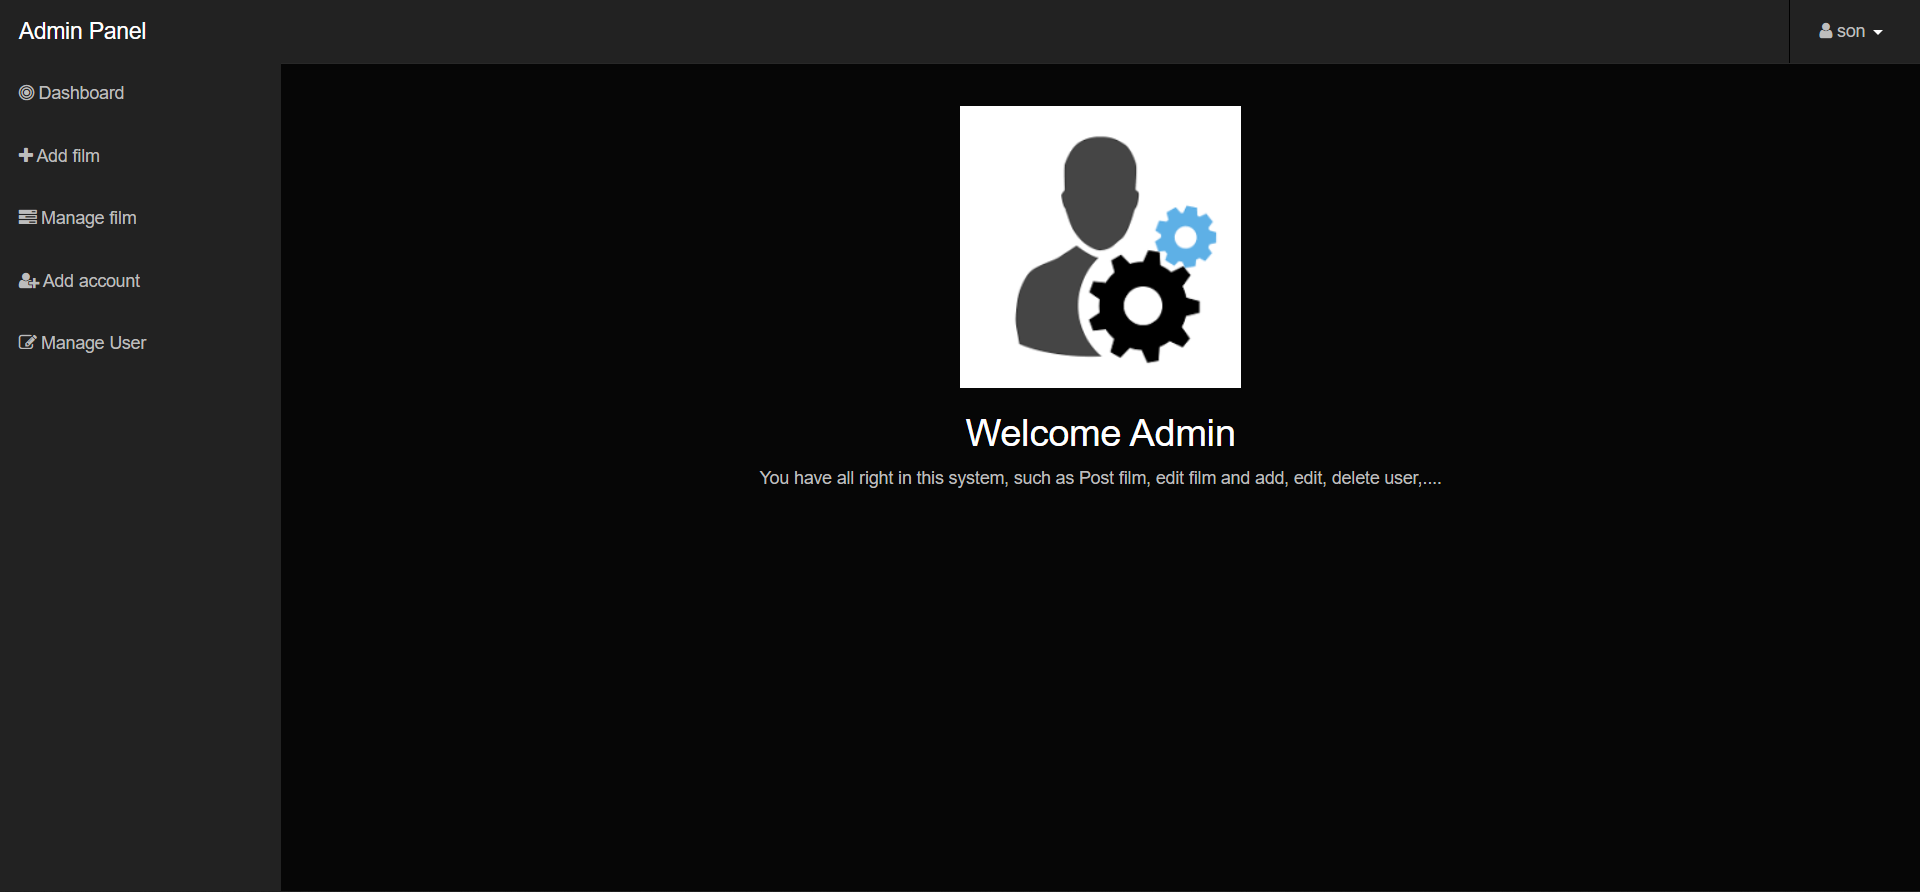 Admin Panel
son
Dashboard
Add film
Manage film
Add account
Manage User
Welcome Admin
You have all right in this system, such as Post film, edit film and add, edit, delete user,....